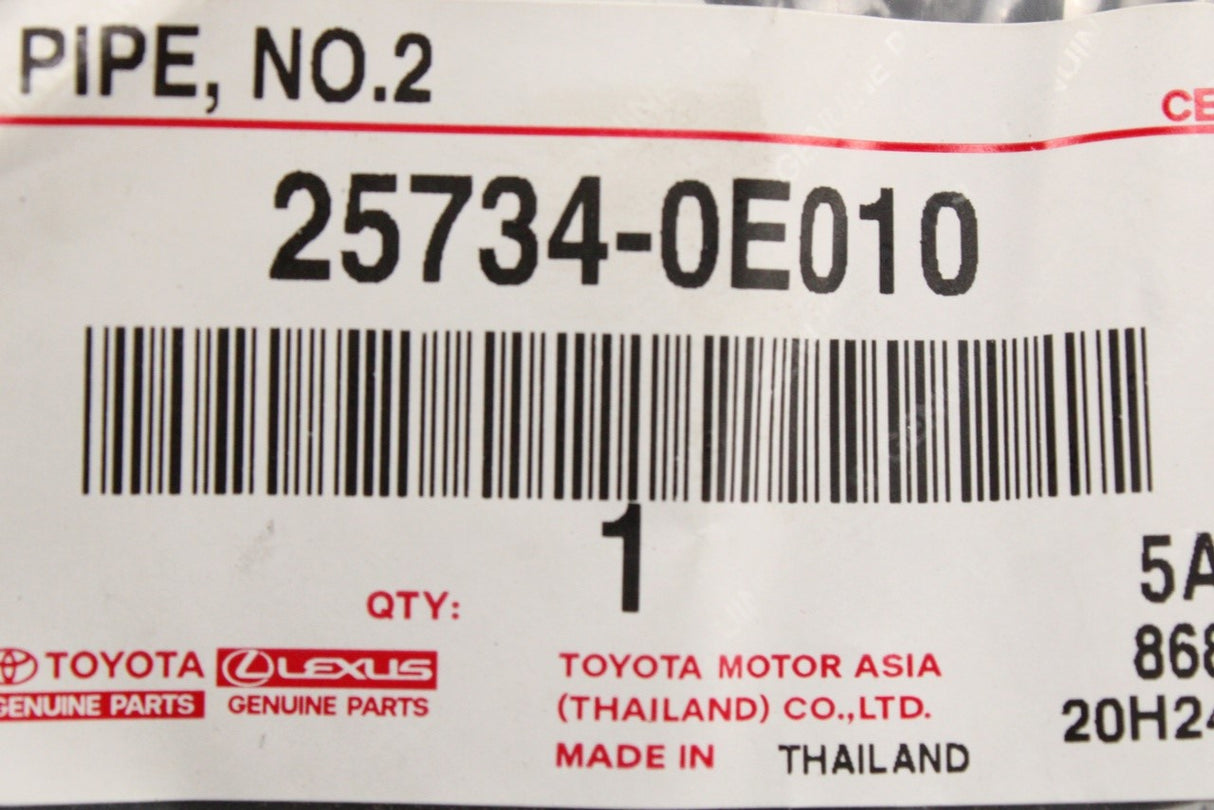 PIPE, NO.2
25734-0E010
1
QTY:
TOYOTA
GENUINE PARTS
LEXUS
GENUINE PARTS
TOYOTA MOTOR ASIA
(THAILAND) CO.,LTD.
MADE IN THAILAND